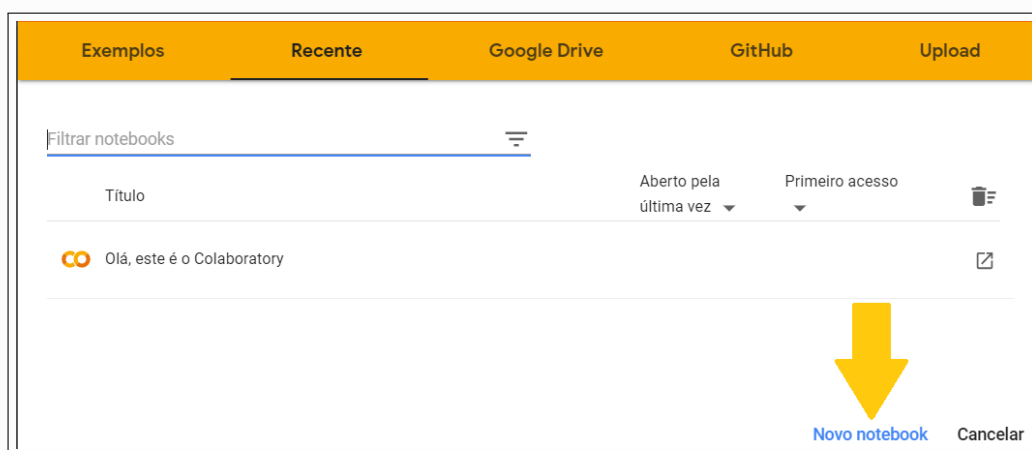 Exemplos Recente Google Drive GitHub Upload
Filtrar notebooks
Título Aberto pela última vez Primeiro acesso
Olá, este é o Colaboratory
Novo notebook Cancelar